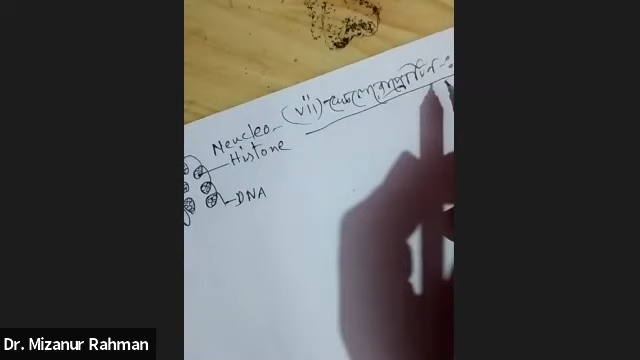 (vii)
Neucleo-
Histone
DNA
Dr. Mizanur Rahman